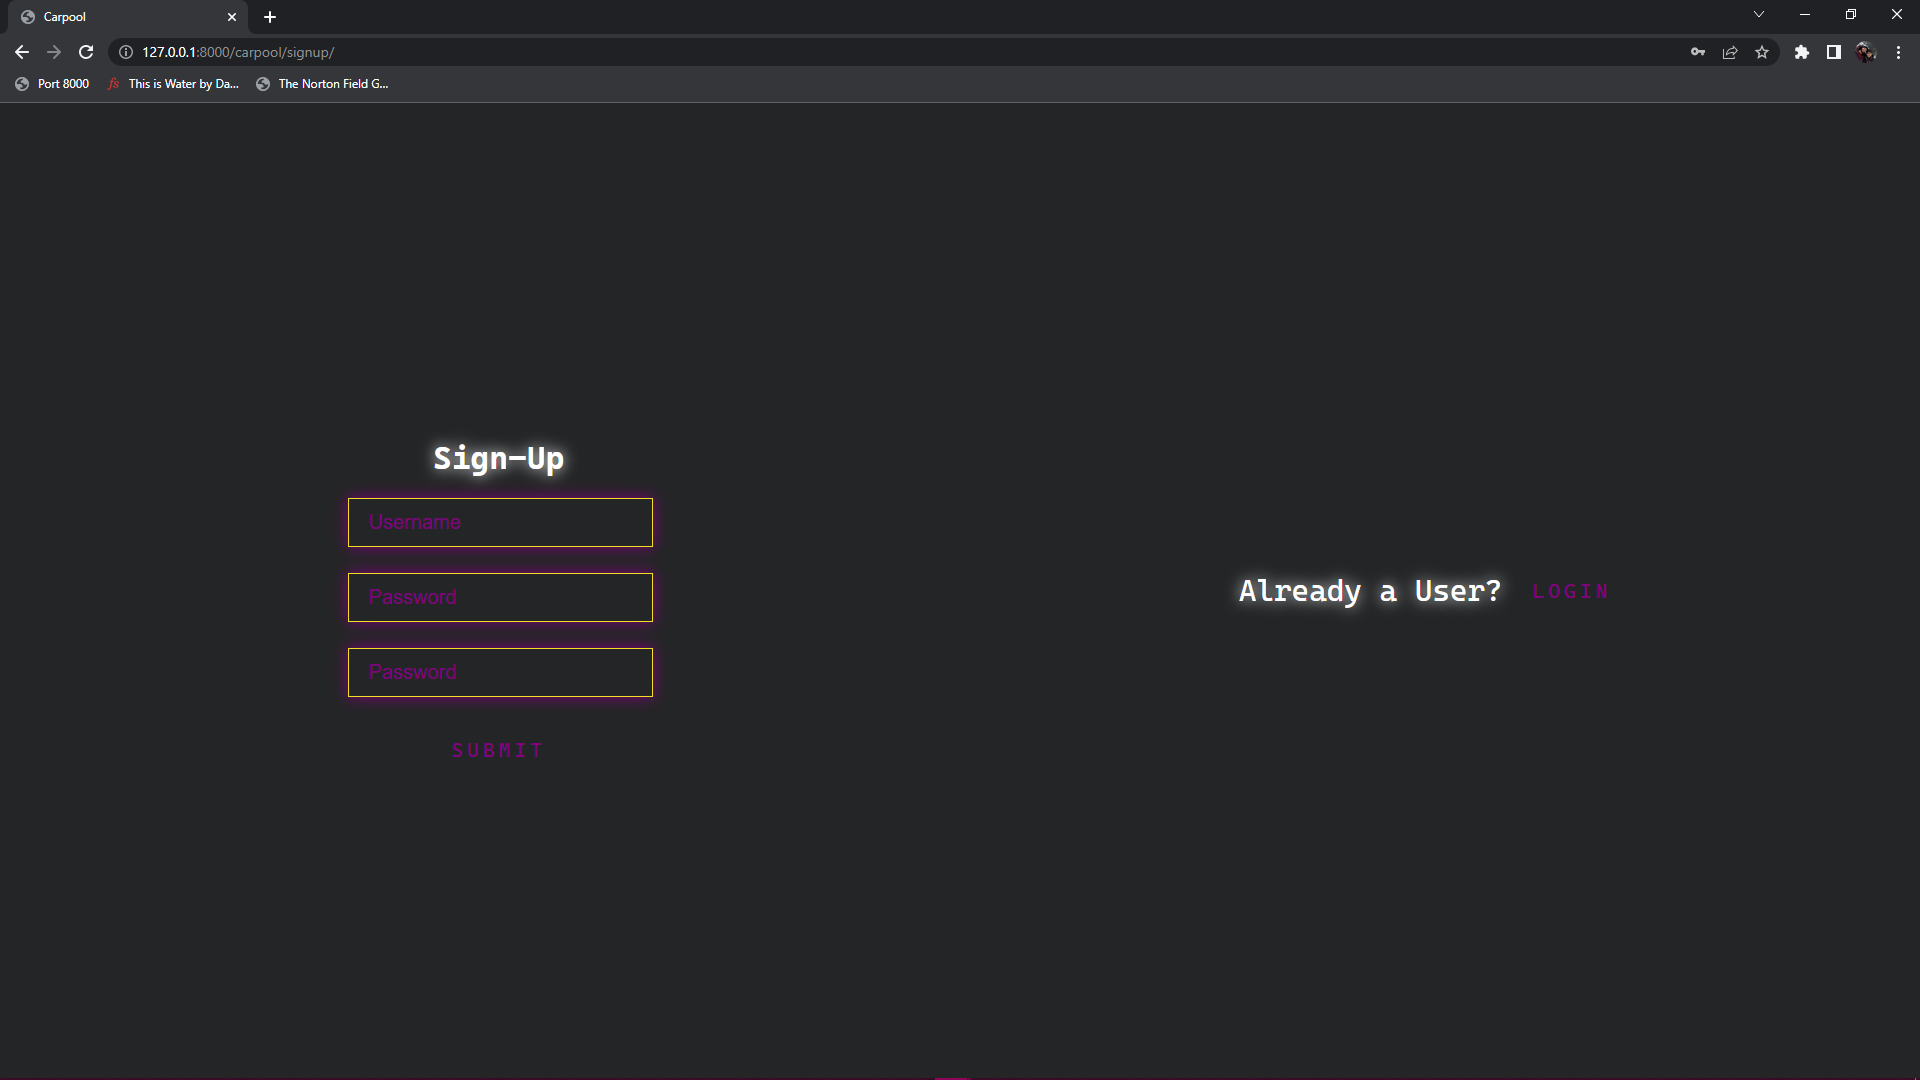 Carpool
127.0.0.1:8000/carpool/signup/
Port 8000
fs This is Water by Da...
The Norton Field G...
Sign-Up
Username
Password
Password
SUBMIT
Already a User? LOGIN